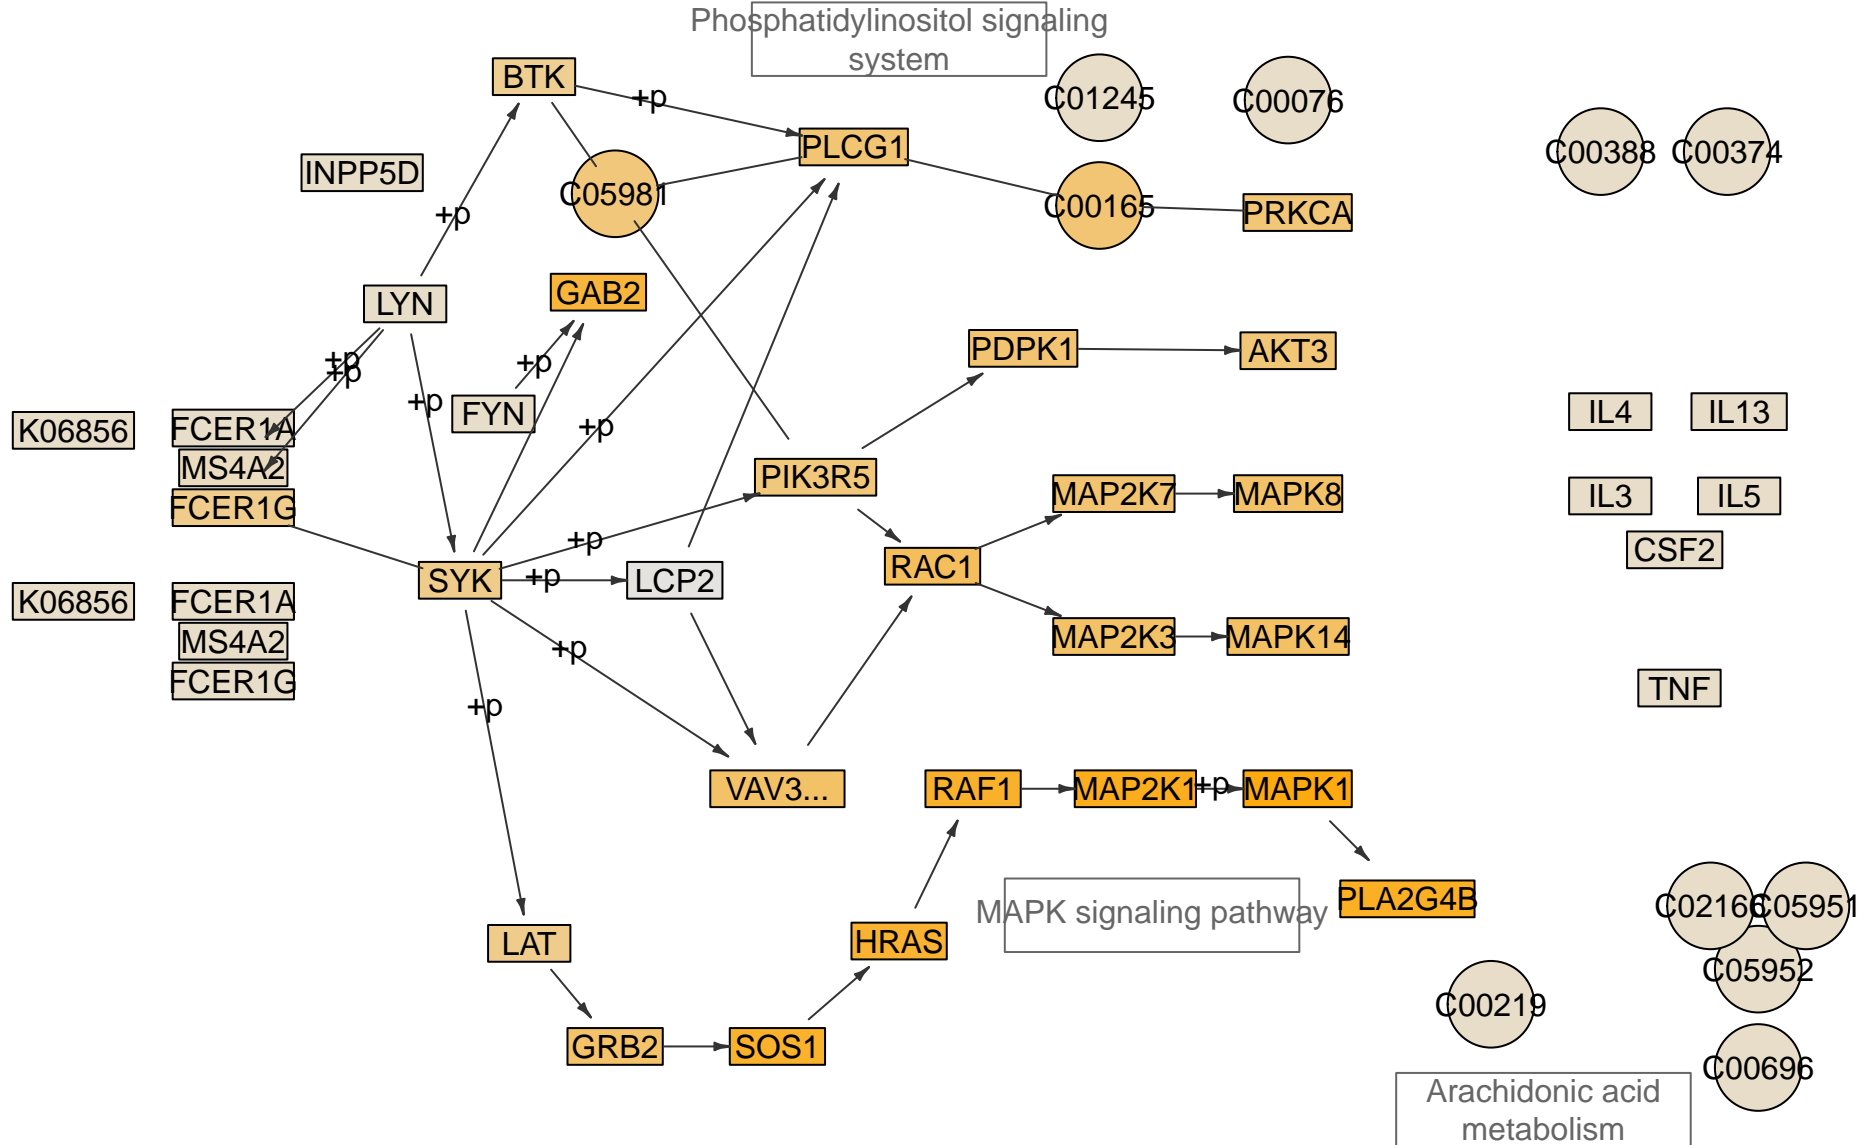 Phosphatidylinositol signaling
system
BTK
+p
C01245
C00076
PLCG1
C00388
C00374
INPP5D
C05981
C00165
PRKCA
+p
LYN
GAB2
PDPK1
AKT3
+p
+p
+p
+p
FYN
+p
K06856
FCER1A
IL4
IL13
MS4A2
PIK3R5
FCER1G
MAP2K7
MAPK8
IL3
IL5
+p
CSF2
SYK
+p
LCP2
RAC1
K06856
FCER1A
MS4A2
+p
MAP2K3
MAPK14
FCER1G
TNF
+p
VAV3...
RAF1
MAP2K1
+p
MAPK1
MAPK signaling pathway
PLA2G4B
C02166
C05951
LAT
HRAS
C05952
C00219
GRB2
SOS1
C00696
Arachidonic acid
metabolism